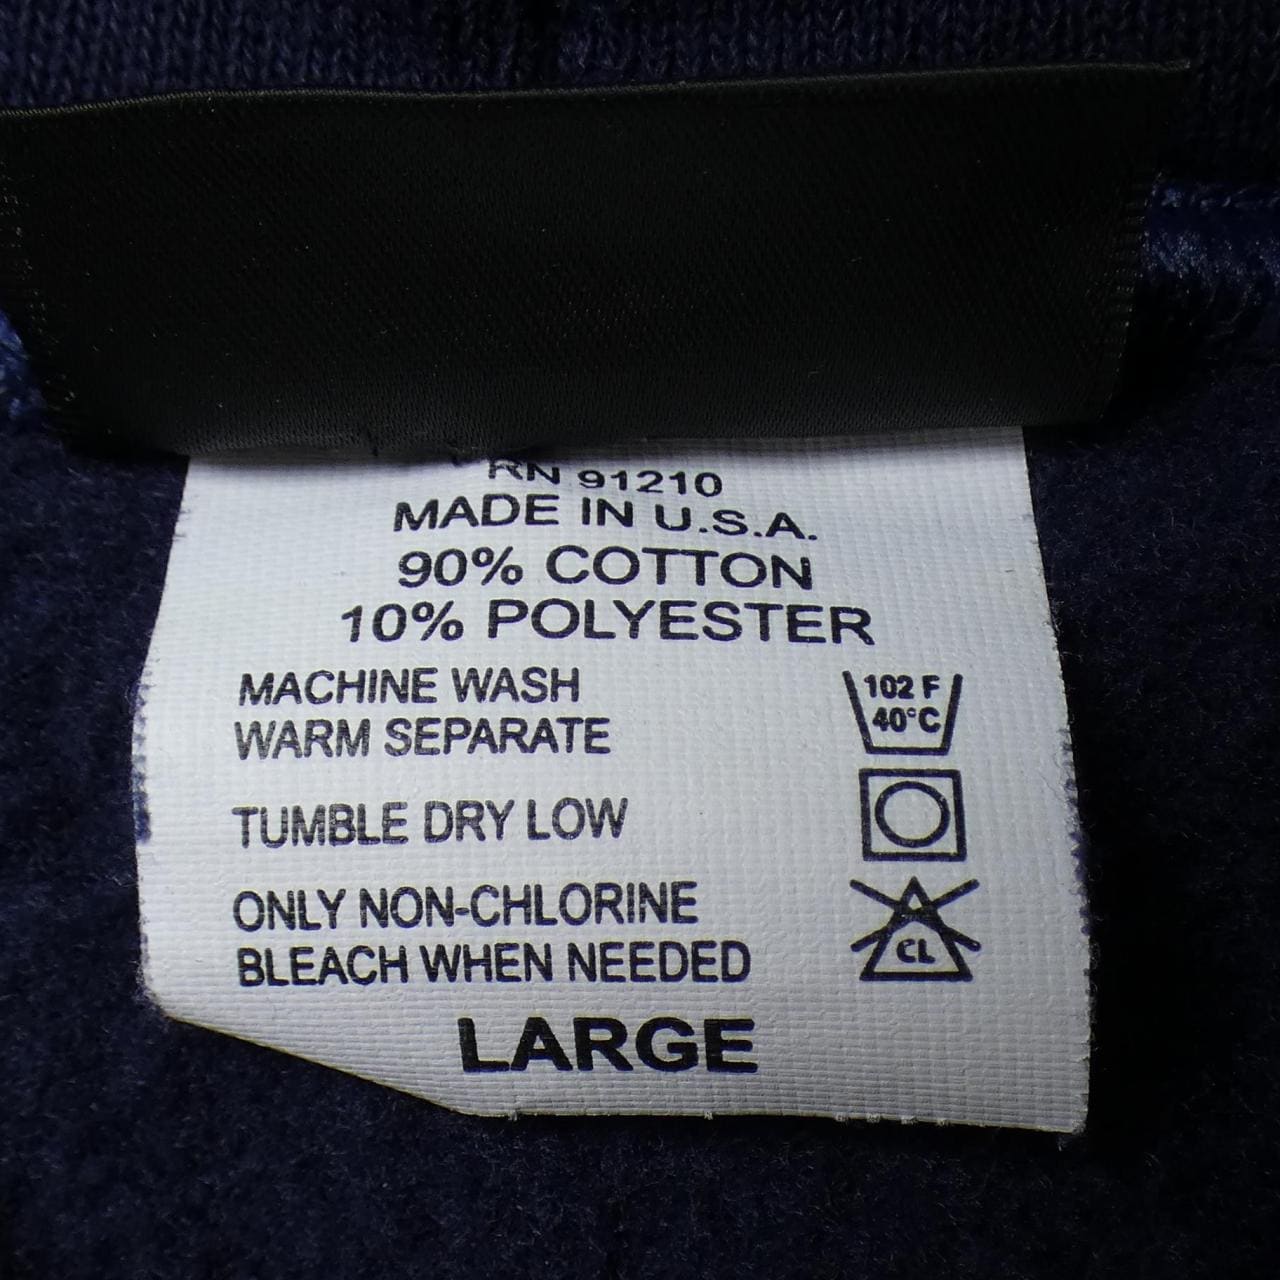 RN 91210
MADE IN U.S.A.
90% COTTON
10% POLYESTER
MACHINE WASH
WARM SEPARATE
102 F
40°C
TUMBLE DRY LOW
ONLY NON-CHLORINE
BLEACH WHEN NEEDED
CL
LARGE